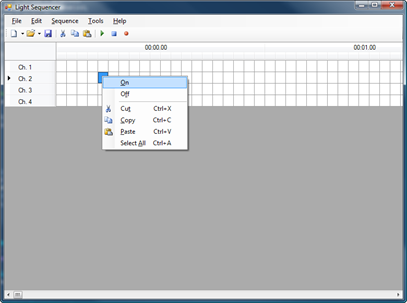 Light Sequencer
File Edit Sequence Tools Help
00:00.00 00:01.00
Ch. 1
Ch. 2
Ch. 3
Ch. 4
On
Off
Cut Ctrl+X
Copy Ctrl+C
Paste Ctrl+V
Select All Ctrl+A